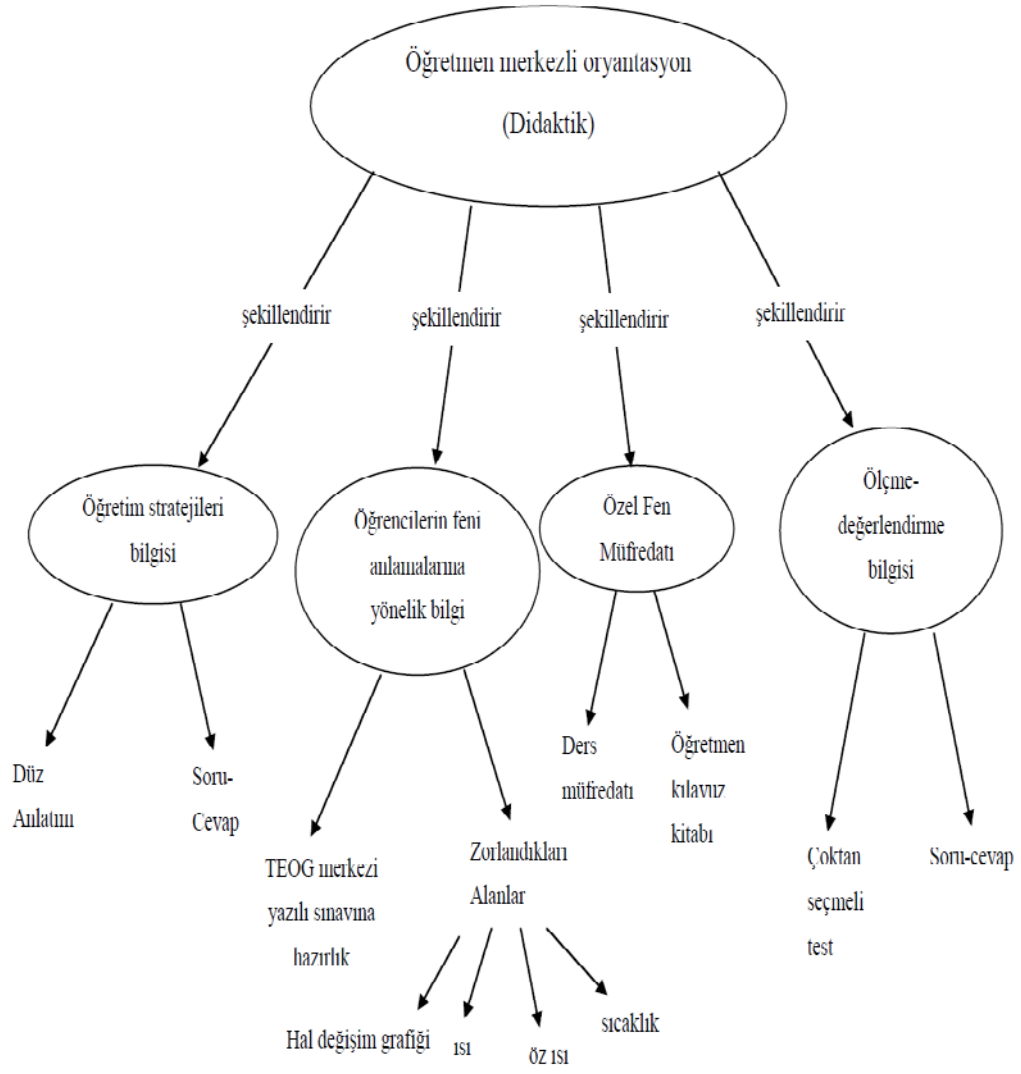 Öğretmen merkezli oryantasyon
(Didaktik)
şekillendirir
şekillendirir
şekillendirir
şekillendirir
Öğretim stratejileri
bilgisi
Öğrencilerin feni
anlamalarına
yönelik bilgi
Özel Fen
Müfredatı
Ölçme-
değerlendirme
bilgisi
Düz
Anlatım
Soru-
Cevap
TEOG merkezi
yazılı sınavına
hazırlık
Zorlandıkları
Alanlar
Ders
müfredatı
Öğretmen
kılavuz
kitabı
Çoktan
seçmeli
test
Soru-cevap
Hal değişim grafiği
ısı
öz ısı
sıcaklık